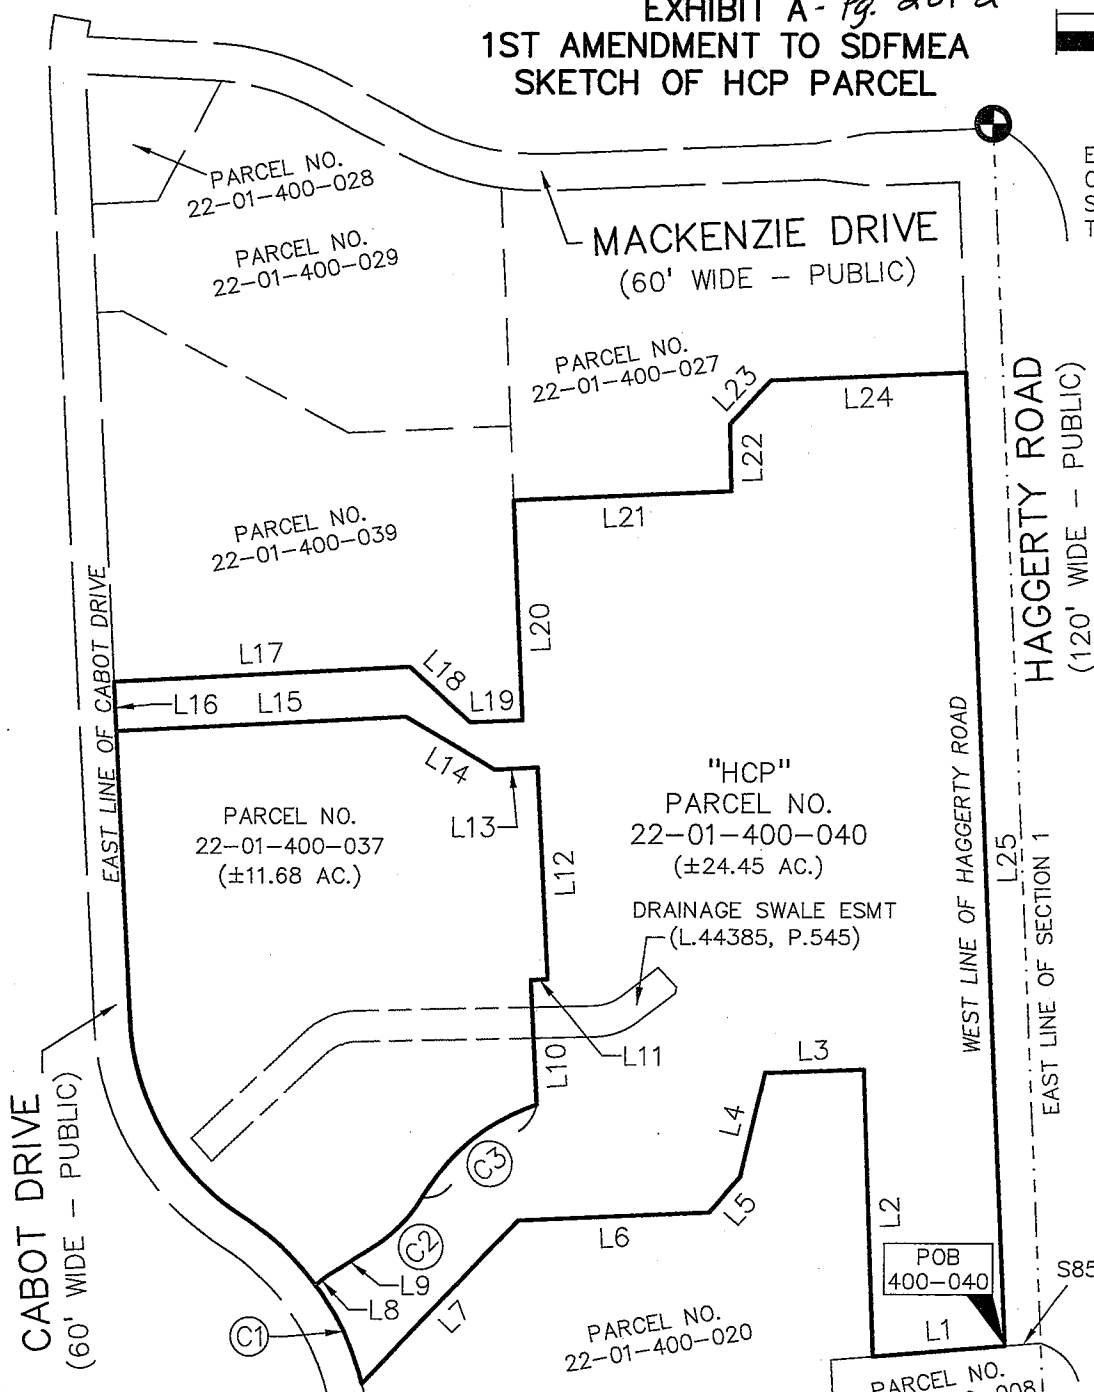 EXHIBIT A - Pg. 2 of 2
1ST AMENDMENT TO SDFMEA
SKETCH OF HCP PARCEL
PARCEL NO.
22-01-400-028
PARCEL NO.
22-01-400-029
MACKENZIE DRIVE
(60' WIDE - PUBLIC)
PARCEL NO.
22-01-400-027
L23
L24
L22
L21
HAGGERTY ROAD
(120' WIDE - PUBLIC)
PARCEL NO.
22-01-400-039
L20
EAST LINE OF CABOT DRIVE
L17
L18
L19
L16
L15
L14
L13
"HCP"
PARCEL NO.
22-01-400-040
(±24.45 AC.)
PARCEL NO.
22-01-400-037
(±11.68 AC.)
L12
WEST LINE OF HAGGERTY ROAD
L25
EAST LINE OF SECTION 1
DRAINAGE SWALE ESMT
(L.44385, P.545)
L11
L10
L3
L4
L5
L2
CABOT DRIVE
(60' WIDE - PUBLIC)
C3
C2
L6
L9
L8
L7
C1
POB
400-040
S85
L1
PARCEL NO.
22-01-400-020
PARCEL NO.
008